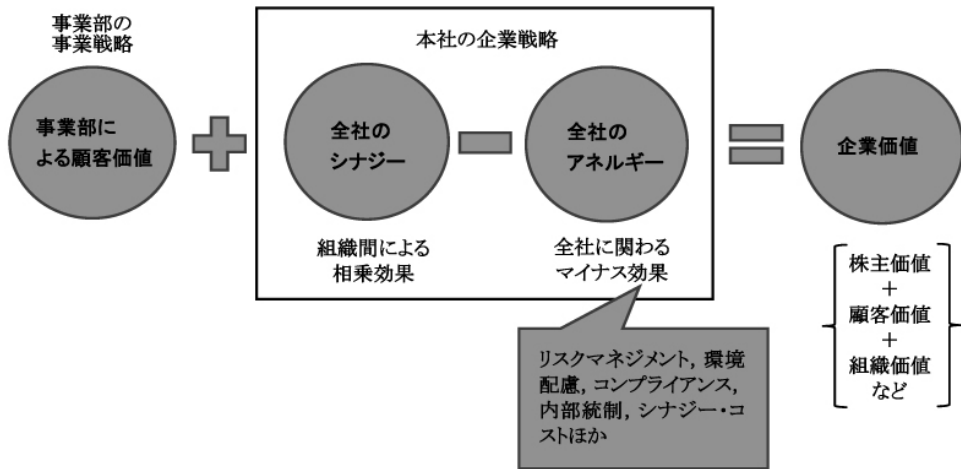 事業部の
事業戦略
本社の企業戦略
事業部に
よる顧客価値
全社の
シナジー
全社の
アネルギー
企業価値
組織間による
相乗効果
全社に関わる
マイナス効果
リスクマネジメント, 環境
配慮, コンプライアンス,
内部統制, シナジー・コ
ストほか
株主価値
+
顧客価値
+
組織価値
など